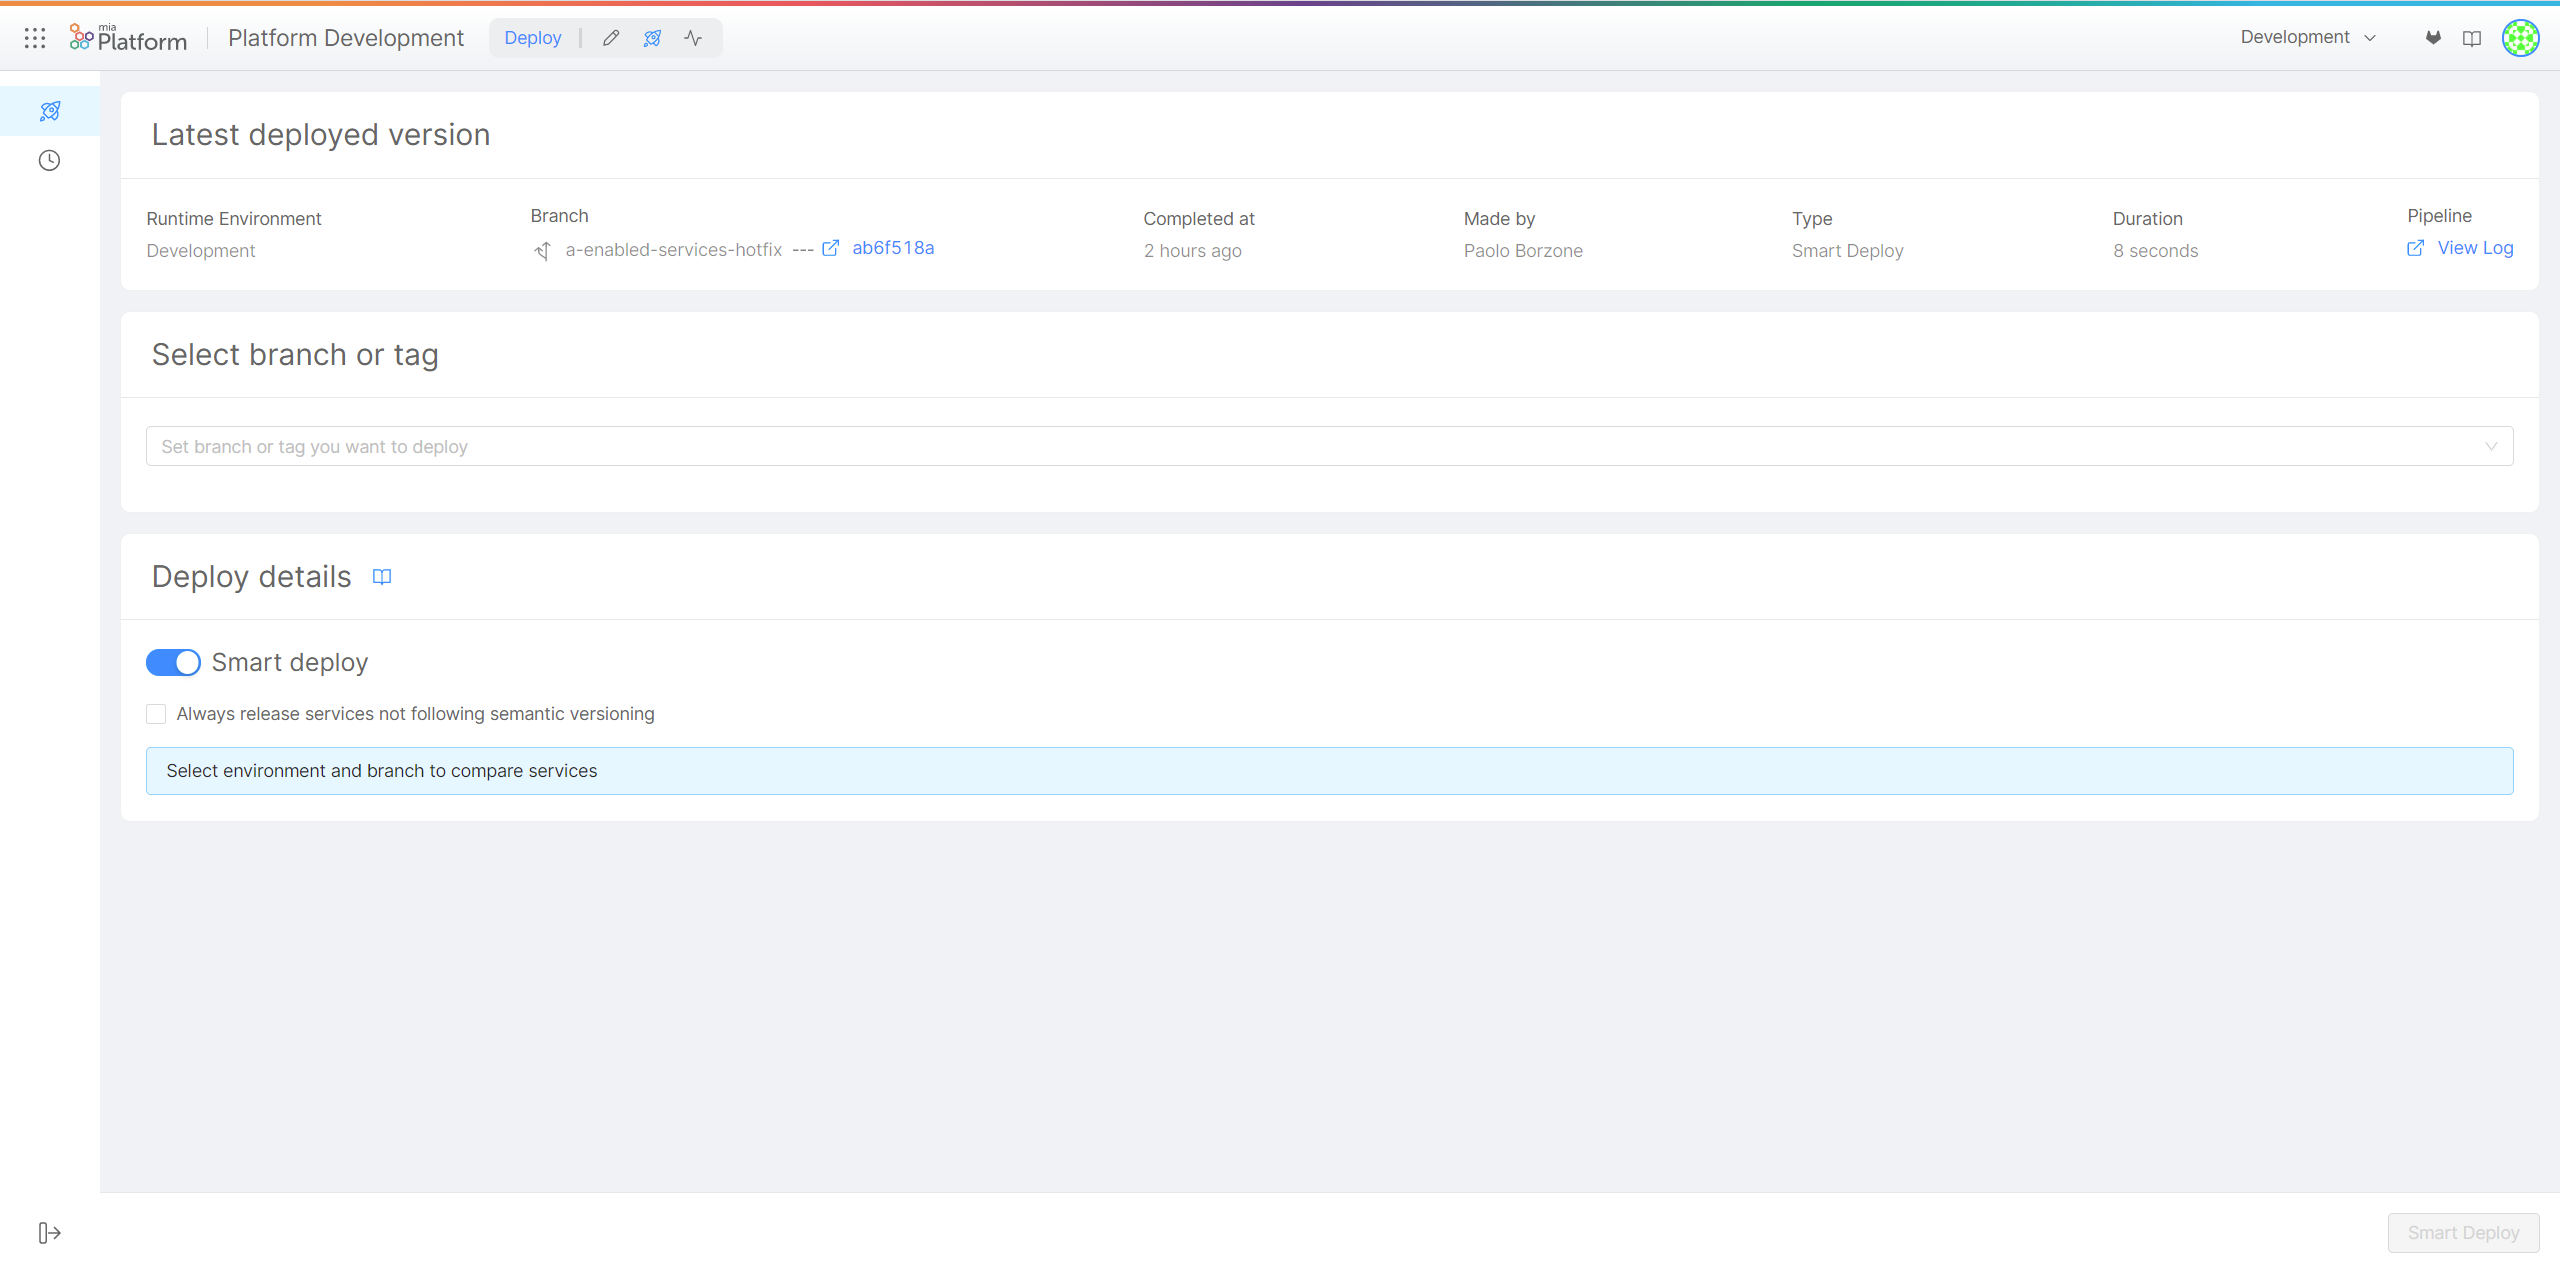 mia
Platform
Platform Development
Deploy
Development
Latest deployed version
Runtime Environment
Development
Branch
a-enabled-services-hotfix --- ab6f518a
Completed at
2 hours ago
Made by
Paolo Borzone
Type
Smart Deploy
Duration
8 seconds
Pipeline
View Log
Select branch or tag
Set branch or tag you want to deploy
Deploy details
Smart deploy
Always release services not following semantic versioning
Select environment and branch to compare services
Smart Deploy